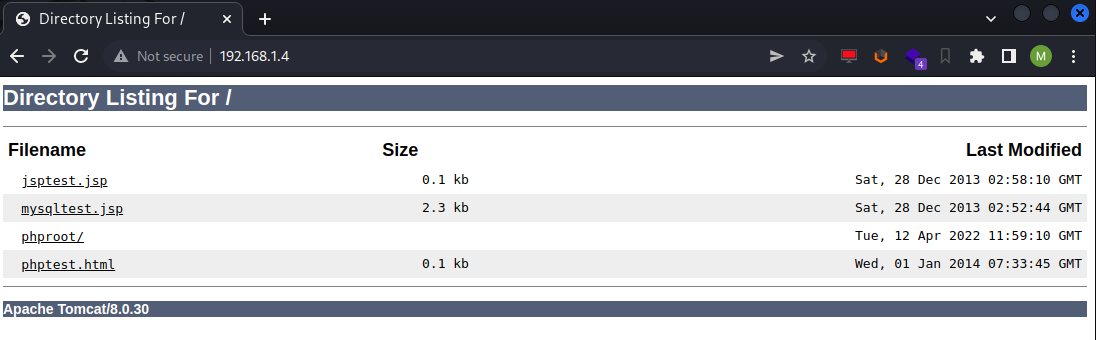 Directory Listing For /
Not secure 192.168.1.4
4
M
Directory Listing For /
Filename Size Last Modified
jsptest.jsp 0.1 kb Sat, 28 Dec 2013 02:58:10 GMT
mysqltest.jsp 2.3 kb Sat, 28 Dec 2013 02:52:44 GMT
phproot/ Tue, 12 Apr 2022 11:59:10 GMT
phptest.html 0.1 kb Wed, 01 Jan 2014 07:33:45 GMT
Apache Tomcat/8.0.30